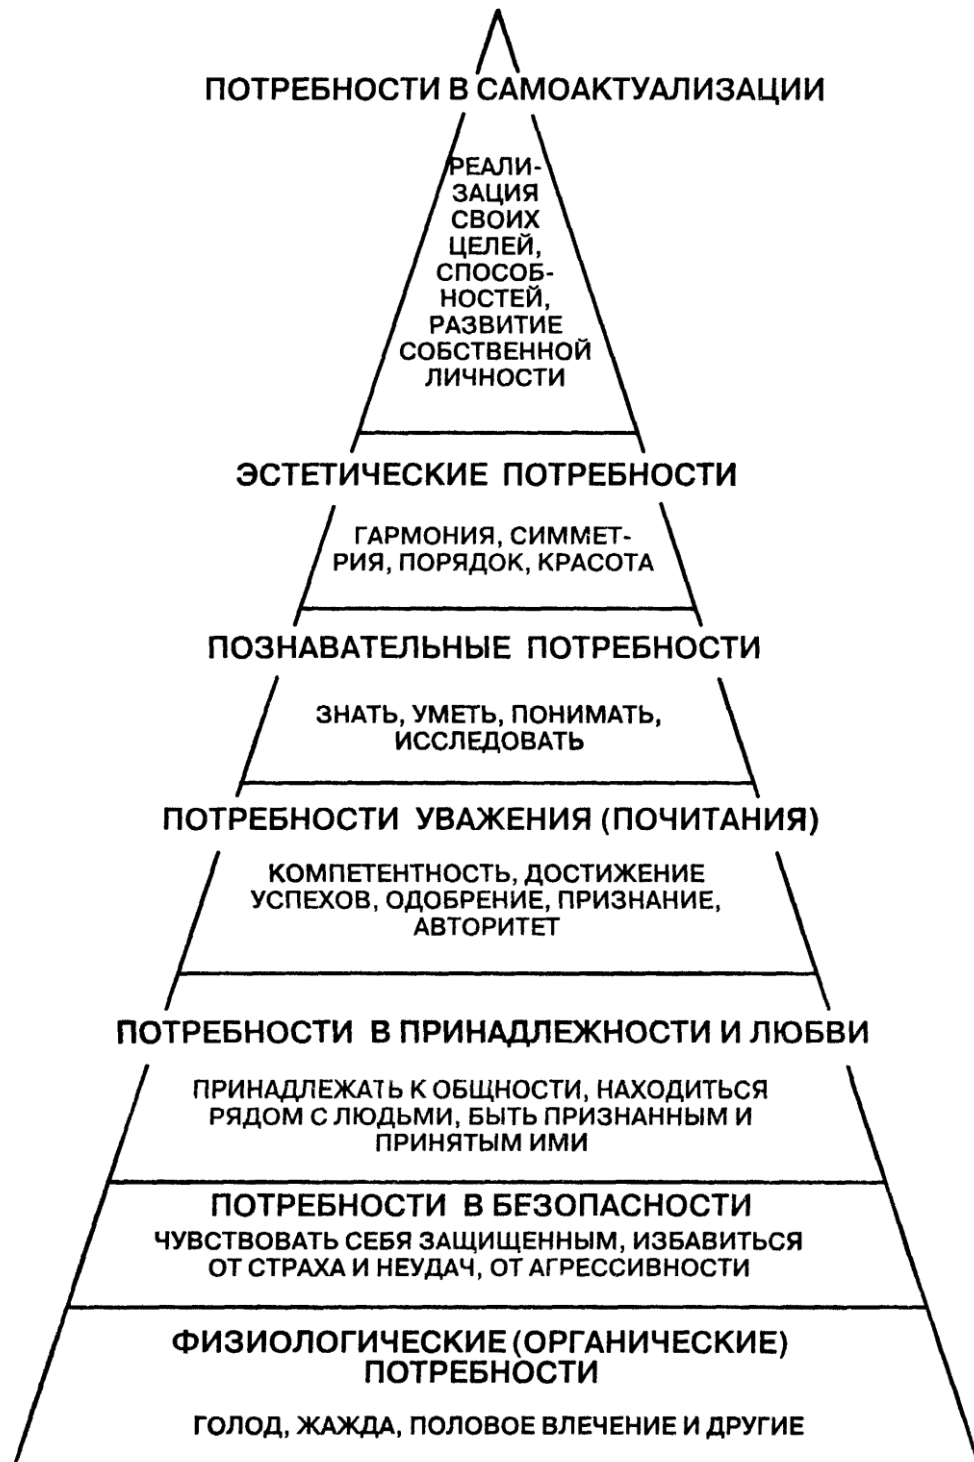 ПОТРЕБНОСТИ В САМОАКТУАЛИЗАЦИИ
РЕАЛИ-
ЗАЦИЯ
СВОИХ
ЦЕЛЕЙ,
СПОСОБ-
НОСТЕЙ,
РАЗВИТИЕ
СОБСТВЕННОЙ
ЛИЧНОСТИ
ЭСТЕТИЧЕСКИЕ ПОТРЕБНОСТИ
ГАРМОНИЯ, СИММЕТ-
РИЯ, ПОРЯДОК, КРАСОТА
ПОЗНАВАТЕЛЬНЫЕ ПОТРЕБНОСТИ
ЗНАТЬ, УМЕТЬ, ПОНИМАТЬ,
ИССЛЕДОВАТЬ
ПОТРЕБНОСТИ УВАЖЕНИЯ (ПОЧИТАНИЯ)
КОМПЕТЕНТНОСТЬ, ДОСТИЖЕНИЕ
УСПЕХОВ, ОДОБРЕНИЕ, ПРИЗНАНИЕ,
АВТОРИТЕТ
ПОТРЕБНОСТИ В ПРИНАДЛЕЖНОСТИ И ЛЮБВИ
ПРИНАДЛЕЖАТЬ К ОБЩНОСТИ, НАХОДИТЬСЯ
РЯДОМ С ЛЮДЬМИ, БЫТЬ ПРИЗНАННЫМ И
ПРИНЯТЫМ ИМИ
ПОТРЕБНОСТИ В БЕЗОПАСНОСТИ
ЧУВСТВОВАТЬ СЕБЯ ЗАЩИЩЕННЫМ, ИЗБАВИТЬСЯ
ОТ СТРАХА И НЕУДАЧ, ОТ АГРЕССИВНОСТИ
ФИЗИОЛОГИЧЕСКИЕ (ОРГАНИЧЕСКИЕ)
ПОТРЕБНОСТИ
ГОЛОД, ЖАЖДА, ПОЛОВОЕ ВЛЕЧЕНИЕ И ДРУГИЕ